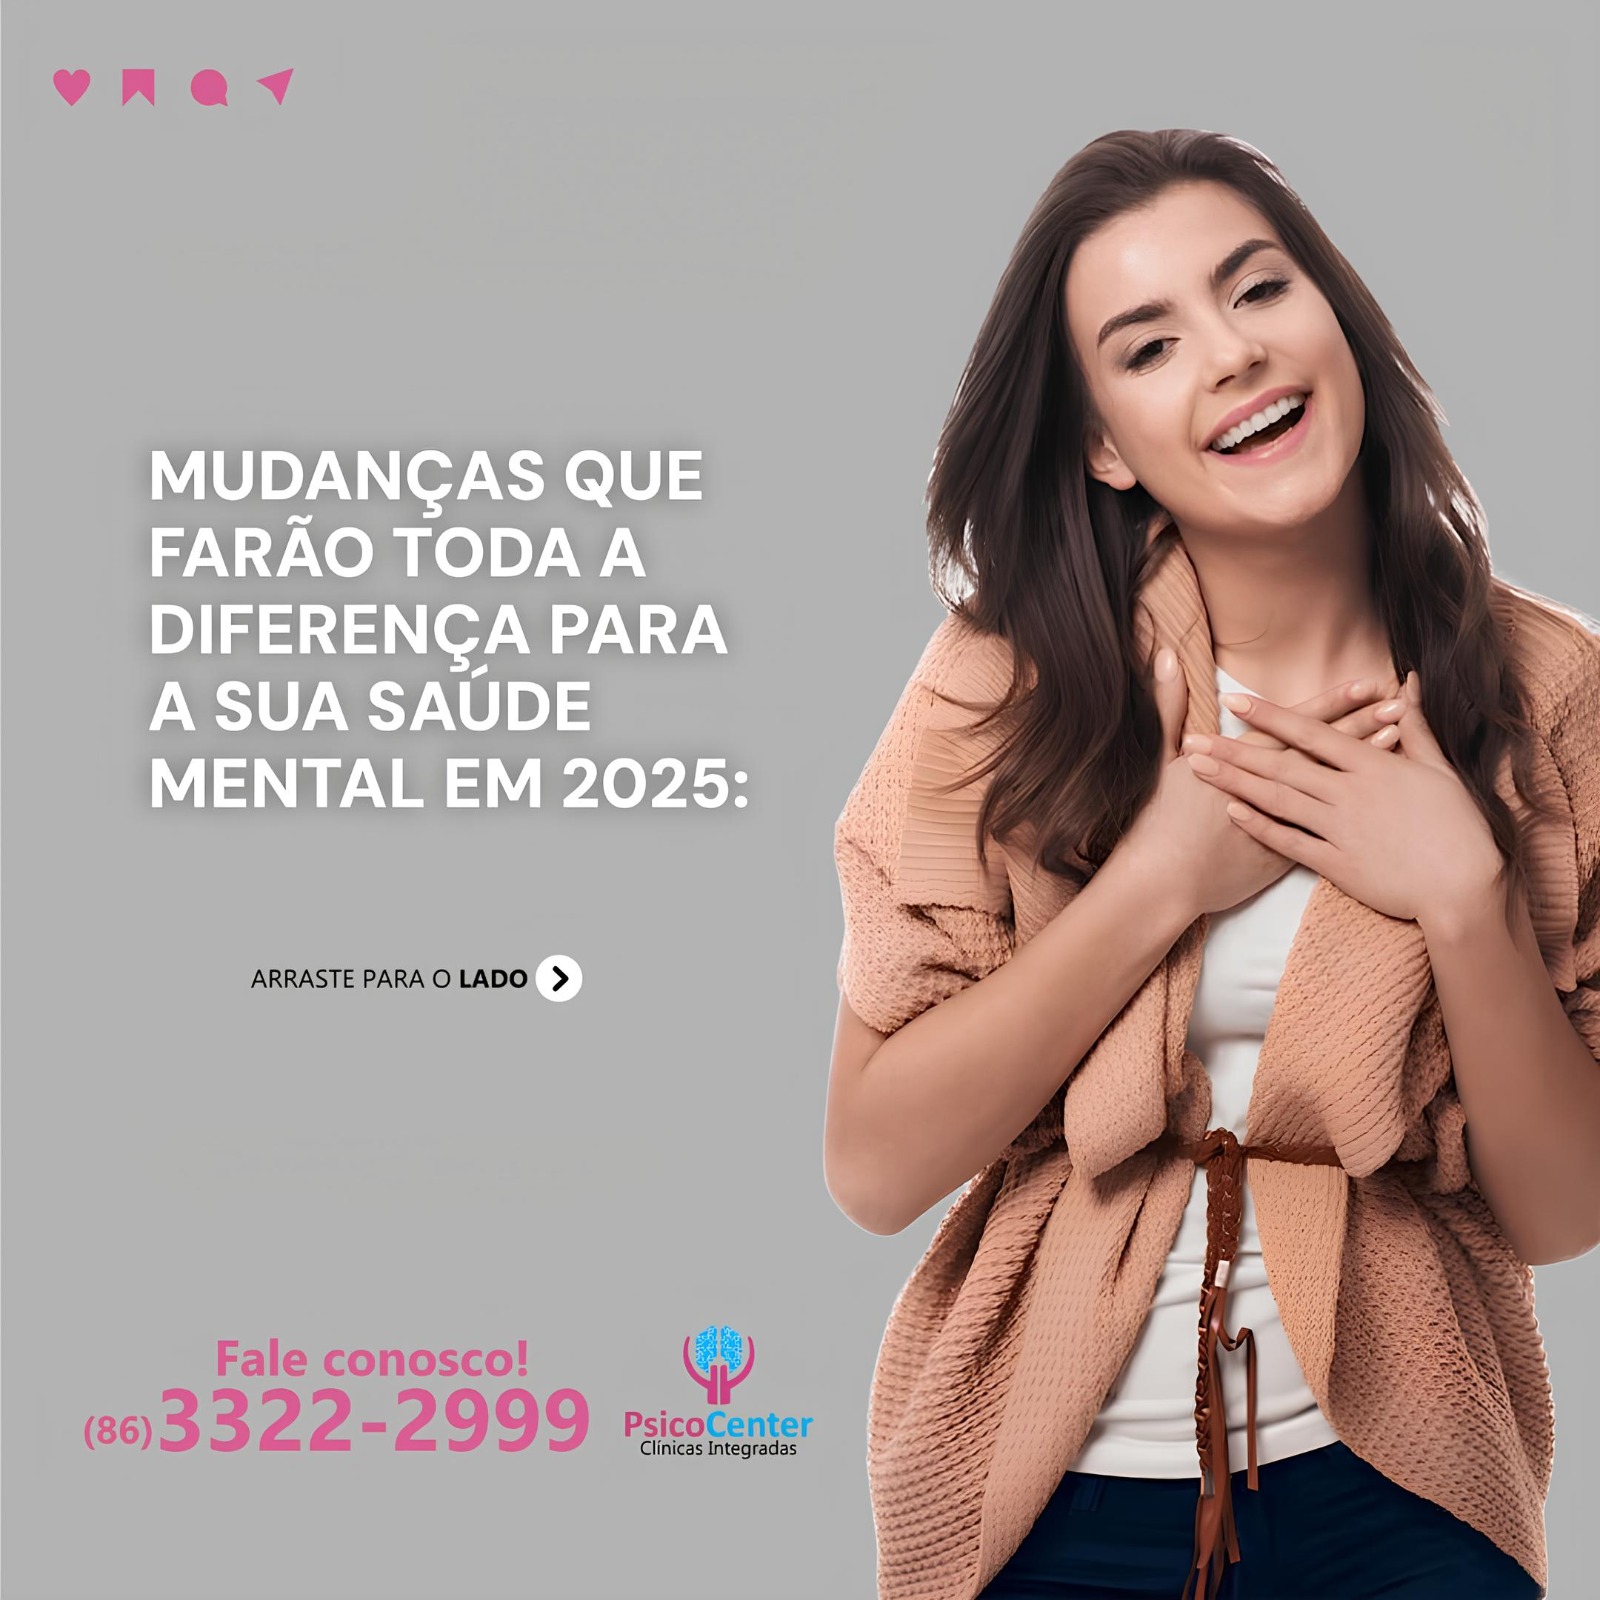 MUDANÇAS QUE
FARÃO TODA A
DIFERENÇA PARA
A SUA SAÚDE
MENTAL EM 2025:
ARRASTE PARA O LADO
Fale conosco!
(86) 3322-2999
PsicoCenter
Clínicas Integradas